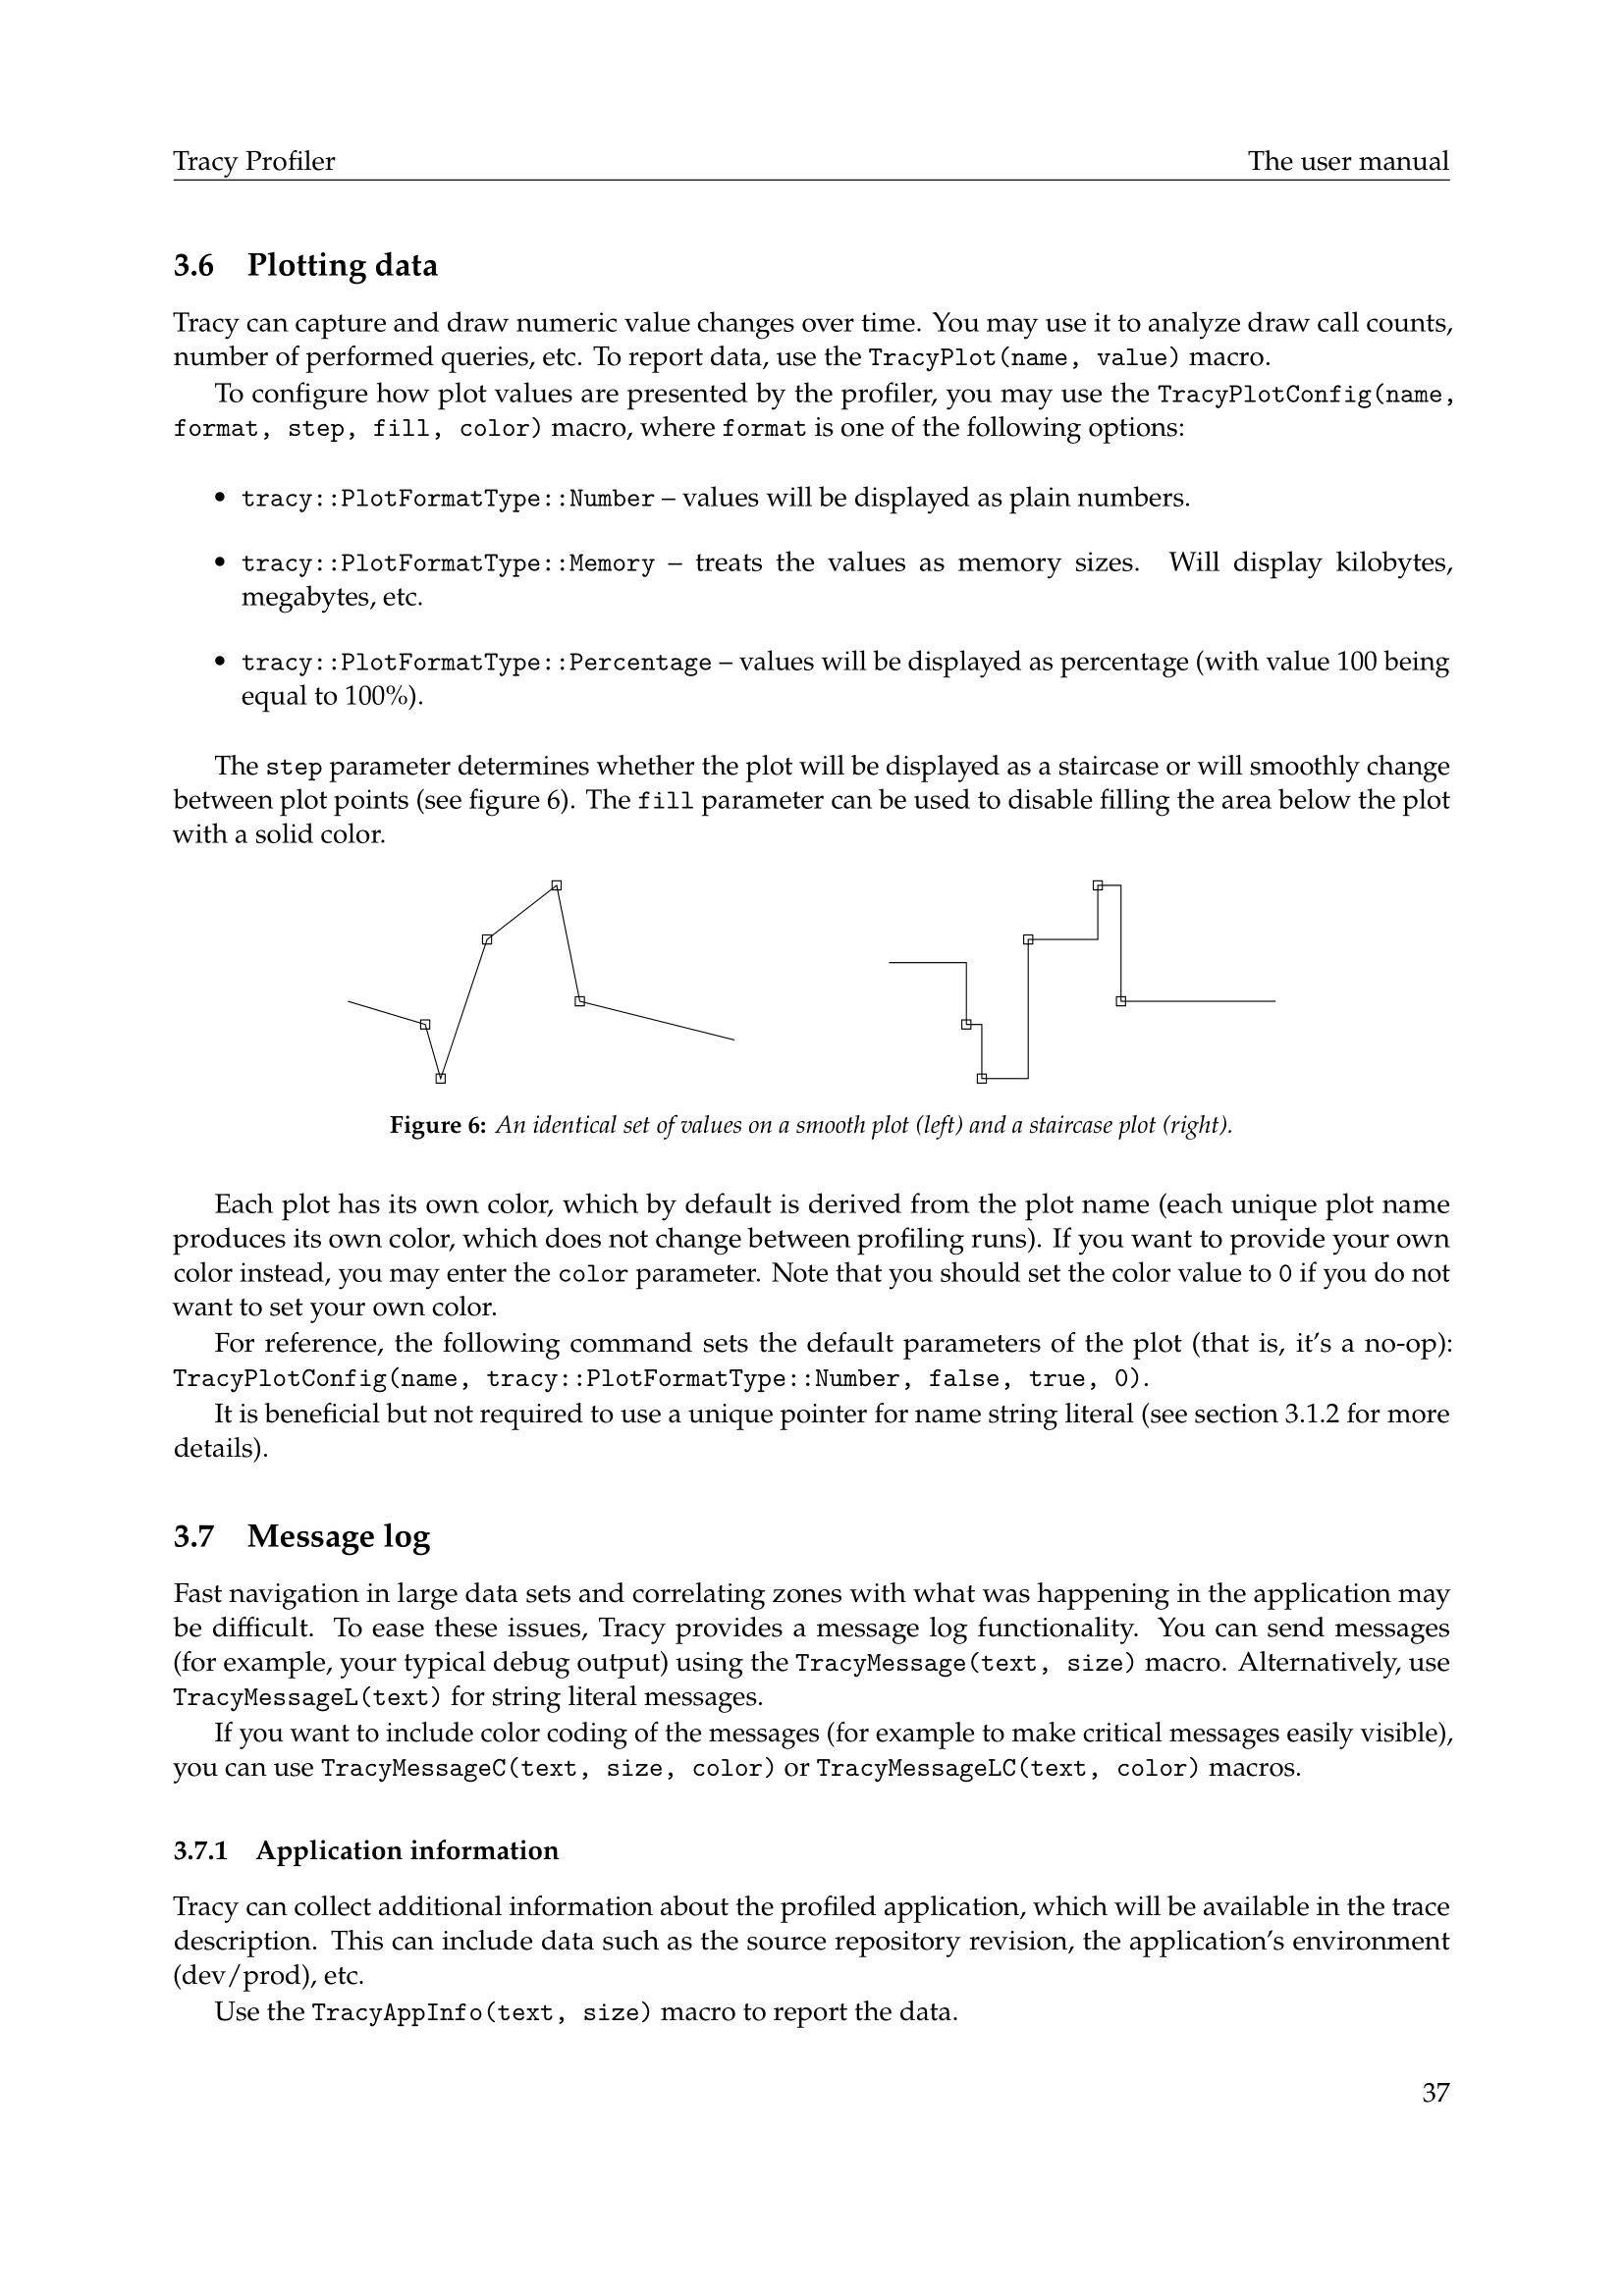 Tracy Profiler The user manual
3.6 Plotting data
Tracy can capture and draw numeric value changes over time. You may use it to analyze draw call counts,
number of performed queries, etc. To report data, use the TracyPlot(name, value) macro.
To configure how plot values are presented by the profiler, you may use the TracyPlotConfig(name,
format, step, fill, color) macro, where format is one of the following options:
• tracy::PlotFormatType::Number – values will be displayed as plain numbers.
• tracy::PlotFormatType::Memory – treats the values as memory sizes. Will display kilobytes,
megabytes, etc.
• tracy::PlotFormatType::Percentage – values will be displayed as percentage (with value 100 being
equal to 100%).
The step parameter determines whether the plot will be displayed as a staircase or will smoothly change
between plot points (see figure 6). The fill parameter can be used to disable filling the area below the plot
with a solid color.
Figure 6: An identical set of values on a smooth plot (left) and a staircase plot (right).
Each plot has its own color, which by default is derived from the plot name (each unique plot name
produces its own color, which does not change between profiling runs). If you want to provide your own
color instead, you may enter the color parameter. Note that you should set the color value to 0 if you do not
want to set your own color.
For reference, the following command sets the default parameters of the plot (that is, it's a no-op):
TracyPlotConfig(name, tracy::PlotFormatType::Number, false, true, 0).
It is beneficial but not required to use a unique pointer for name string literal (see section 3.1.2 for more
details).
3.7 Message log
Fast navigation in large data sets and correlating zones with what was happening in the application may
be difficult. To ease these issues, Tracy provides a message log functionality. You can send messages
(for example, your typical debug output) using the TracyMessage(text, size) macro. Alternatively, use
TracyMessageL(text) for string literal messages.
If you want to include color coding of the messages (for example to make critical messages easily visible),
you can use TracyMessageC(text, size, color) or TracyMessageLC(text, color) macros.
3.7.1 Application information
Tracy can collect additional information about the profiled application, which will be available in the trace
description. This can include data such as the source repository revision, the application's environment
(dev/prod), etc.
Use the TracyAppInfo(text, size) macro to report the data.
37